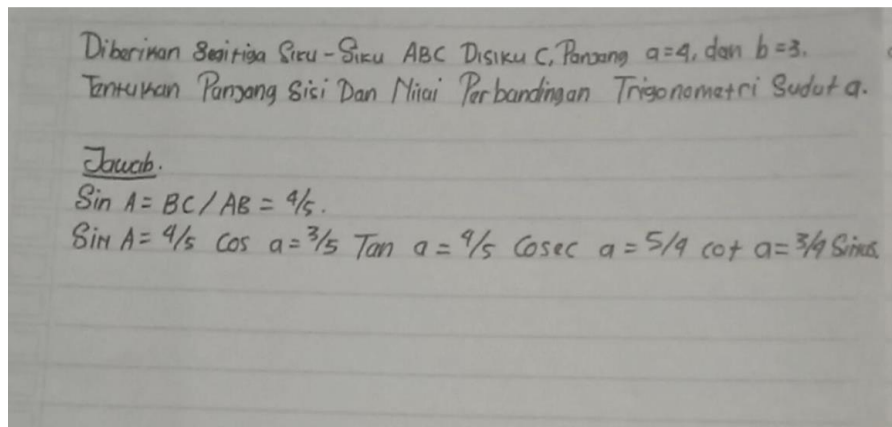 Diberikan Segitiga Siku-Siku ABC Disiku C, Panjang a=4, dan b=3.
Tentukan Panjang Sisi Dan Nilai Perbandingan Trigonometri Sudut a.
Jawab.
Sin A = BC / AB = 4/5.
Sin A = 4/5 Cos a = 3/5 Tan a = 4/5 Cosec a = 5/4 cot a = 3/4 Sinus.